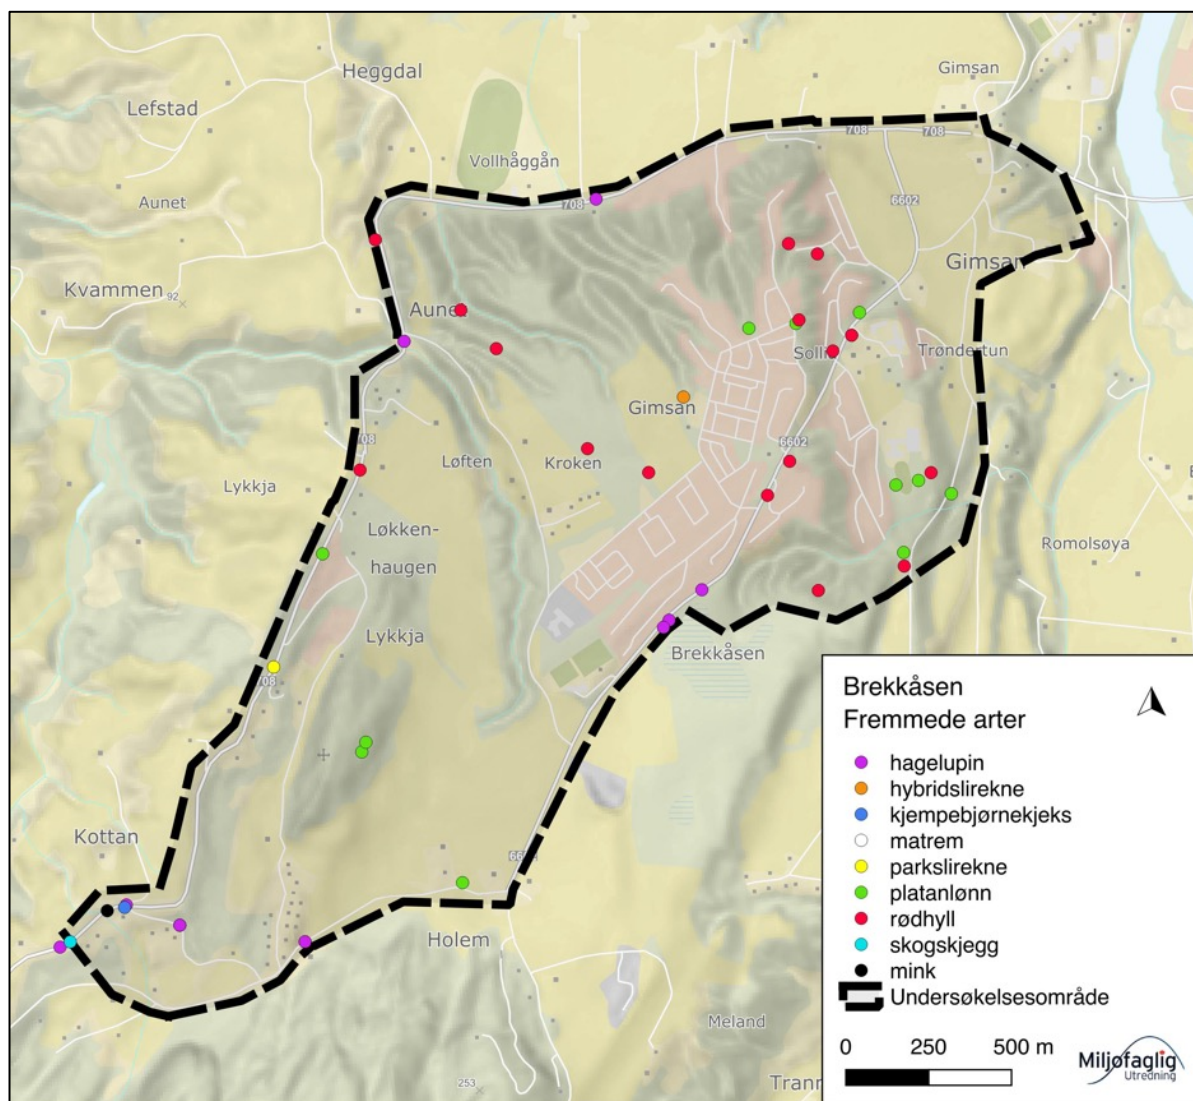 Heggdal
Gimsan
Lefstad
708
708
Vollhåggån
Aunet
708
6602
Gimsan
Kvammen
92
Aune
Solli
Trøndertun
Gimsan
708
6602
Løften
Kroken
Lykkja
Løkken-
haugen
Romolsøya
Lykkja
Brekkåsen
708
Kottan
Holem
Meland
253
Brekkåsen
Fremmede arter
hagelupin
hybridslirekne
kjempebjørnekjeks
matrem
parkslirekne
platanlønn
rødhyll
skogskjegg
mink
Undersøkelsesområde
0 250 500 m
Miljøfaglig
Utredning